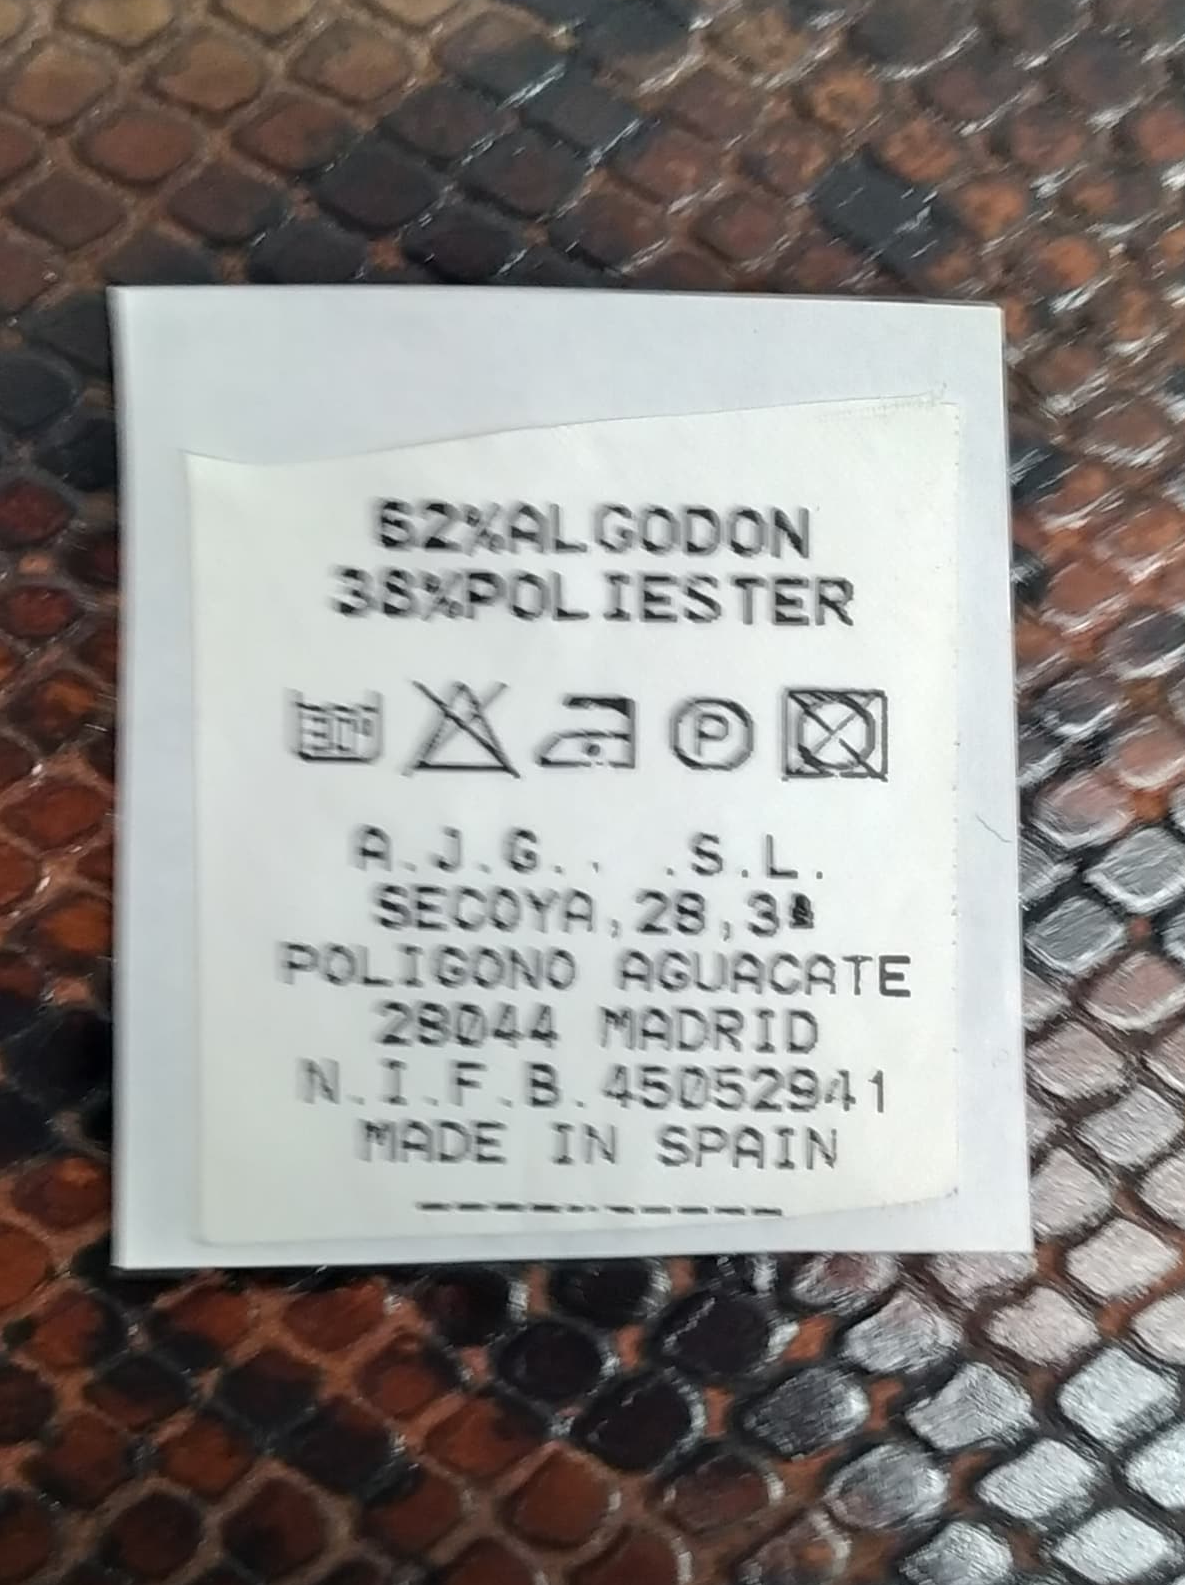 62%ALGODON
38%POLIESTER
30°
P
A.J.G.. .S.L.
SECOYA,28,3ª
POLIGONO AGUACATE
28044 MADRID
N.I.F.B.45052941
MADE IN SPAIN